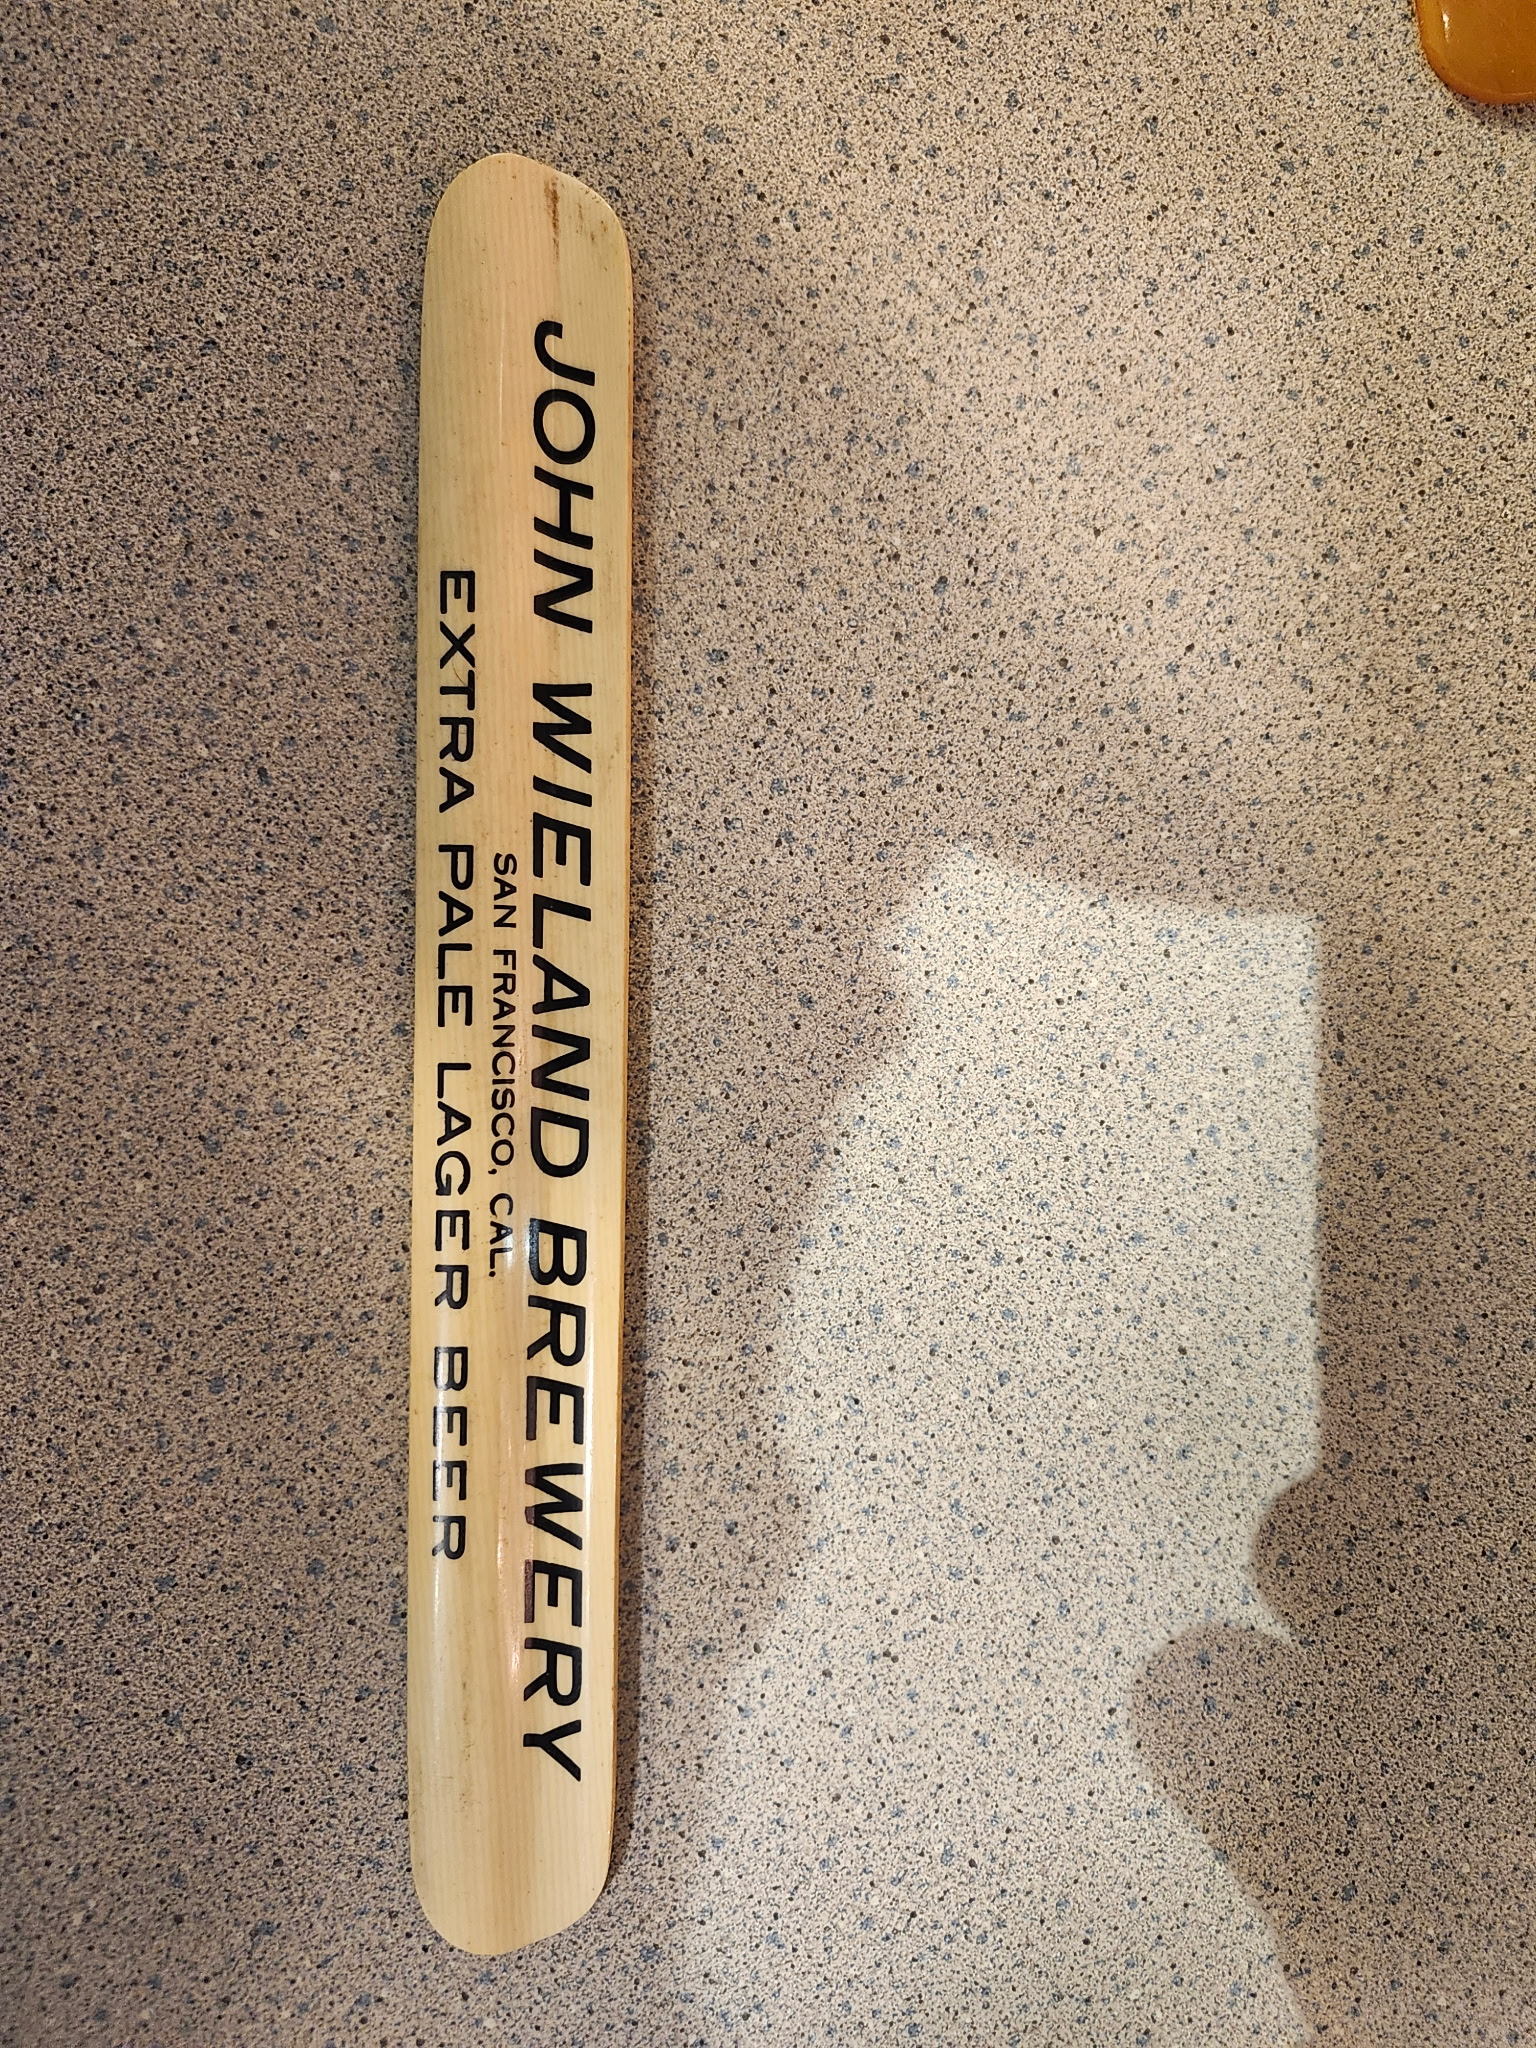 JOHN WIELAND BREWERY
SAN FRANCISCO, CAL.
EXTRA PALE LAGER BEER